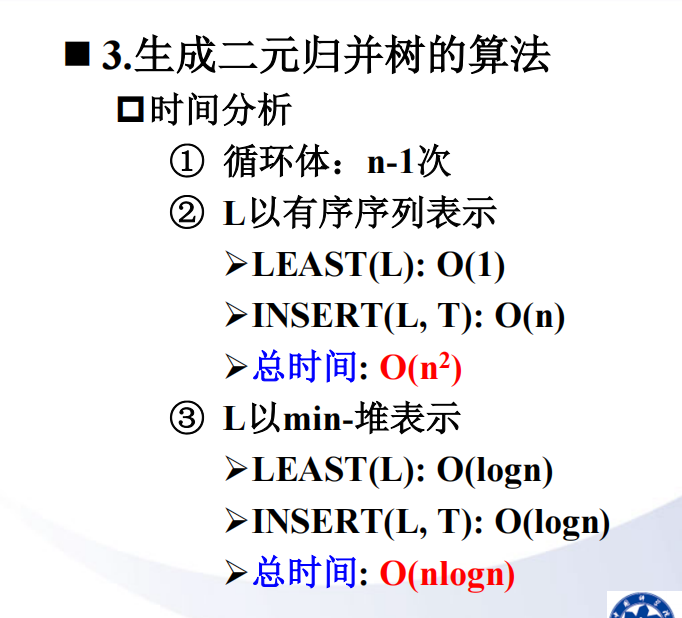 ■ 3.生成二元归并树的算法
时间分析
① 循环体：n-1次
② L以有序序列表示
➢LEAST(L): O(1)
➢INSERT(L, T): O(n)
➢总时间: O(n²)
③ L以min-堆表示
➢LEAST(L): O(logn)
➢INSERT(L, T): O(logn)
➢总时间: O(nlogn)